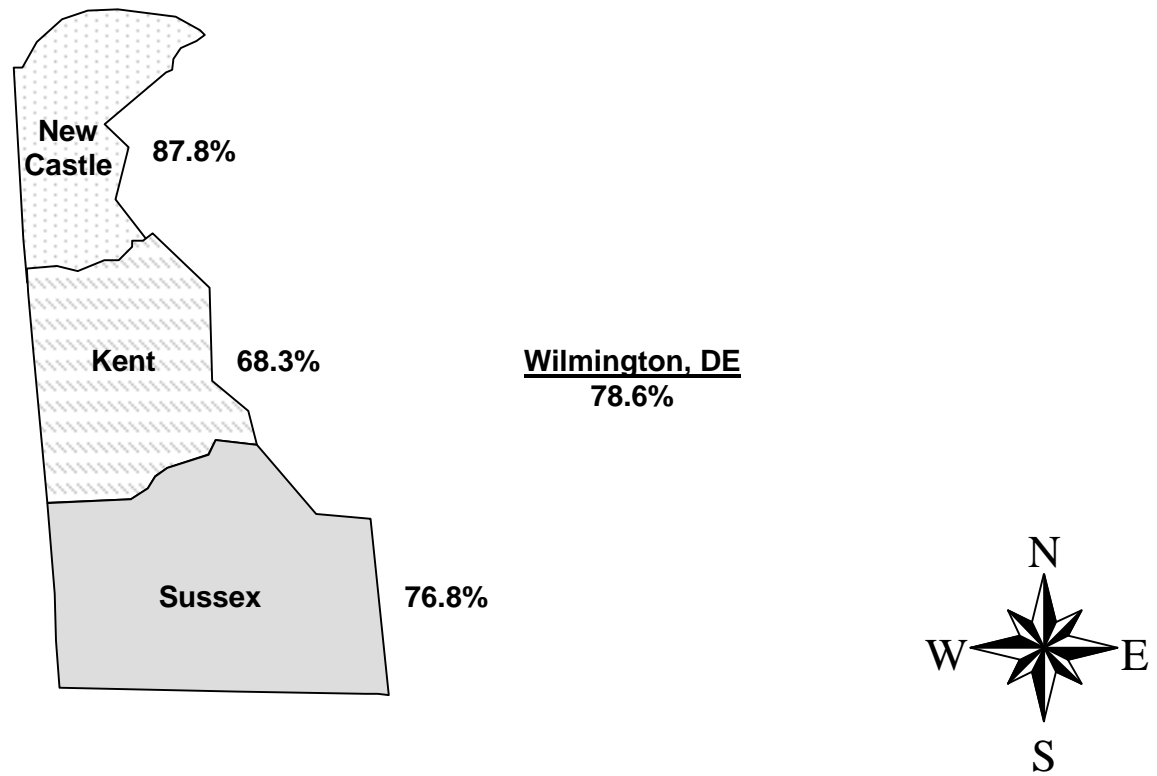 New
Castle
87.8%
Kent
68.3%
Wilmington, DE
78.6%
Sussex
76.8%
N
W
E
S